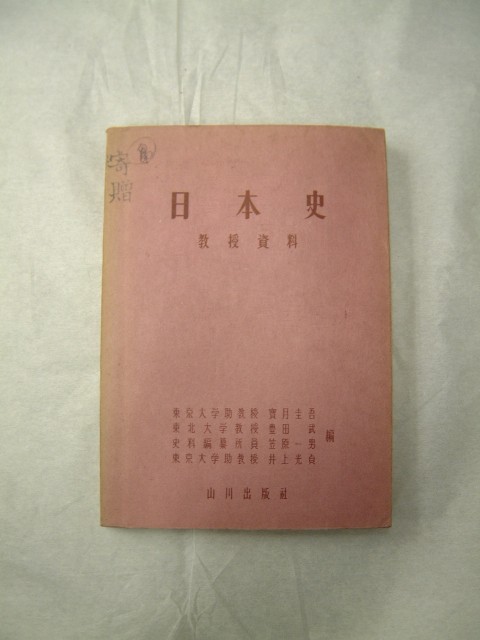 寄贈
日本史
教授資料
東京大学助教授 寶月圭吾
東北大学教授 豊田 武
史料編纂所員 笠原一男
東京大学助教授 井上光貞
編
山川出版社